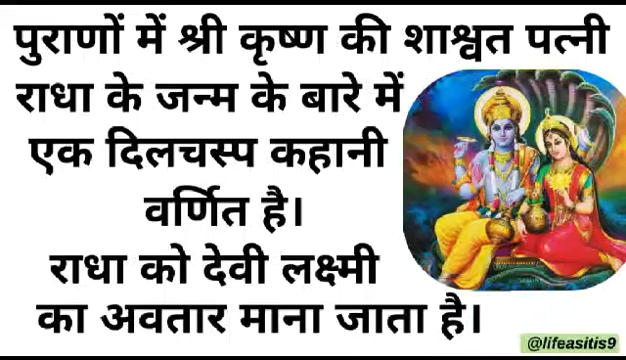 पुराणों में श्री कृष्ण की शाश्वत पत्नी
राधा के जन्म के बारे में
एक दिलचस्प कहानी
वर्णित है।
राधा को देवी लक्ष्मी
का अवतार माना जाता है।
@lifeasitis9